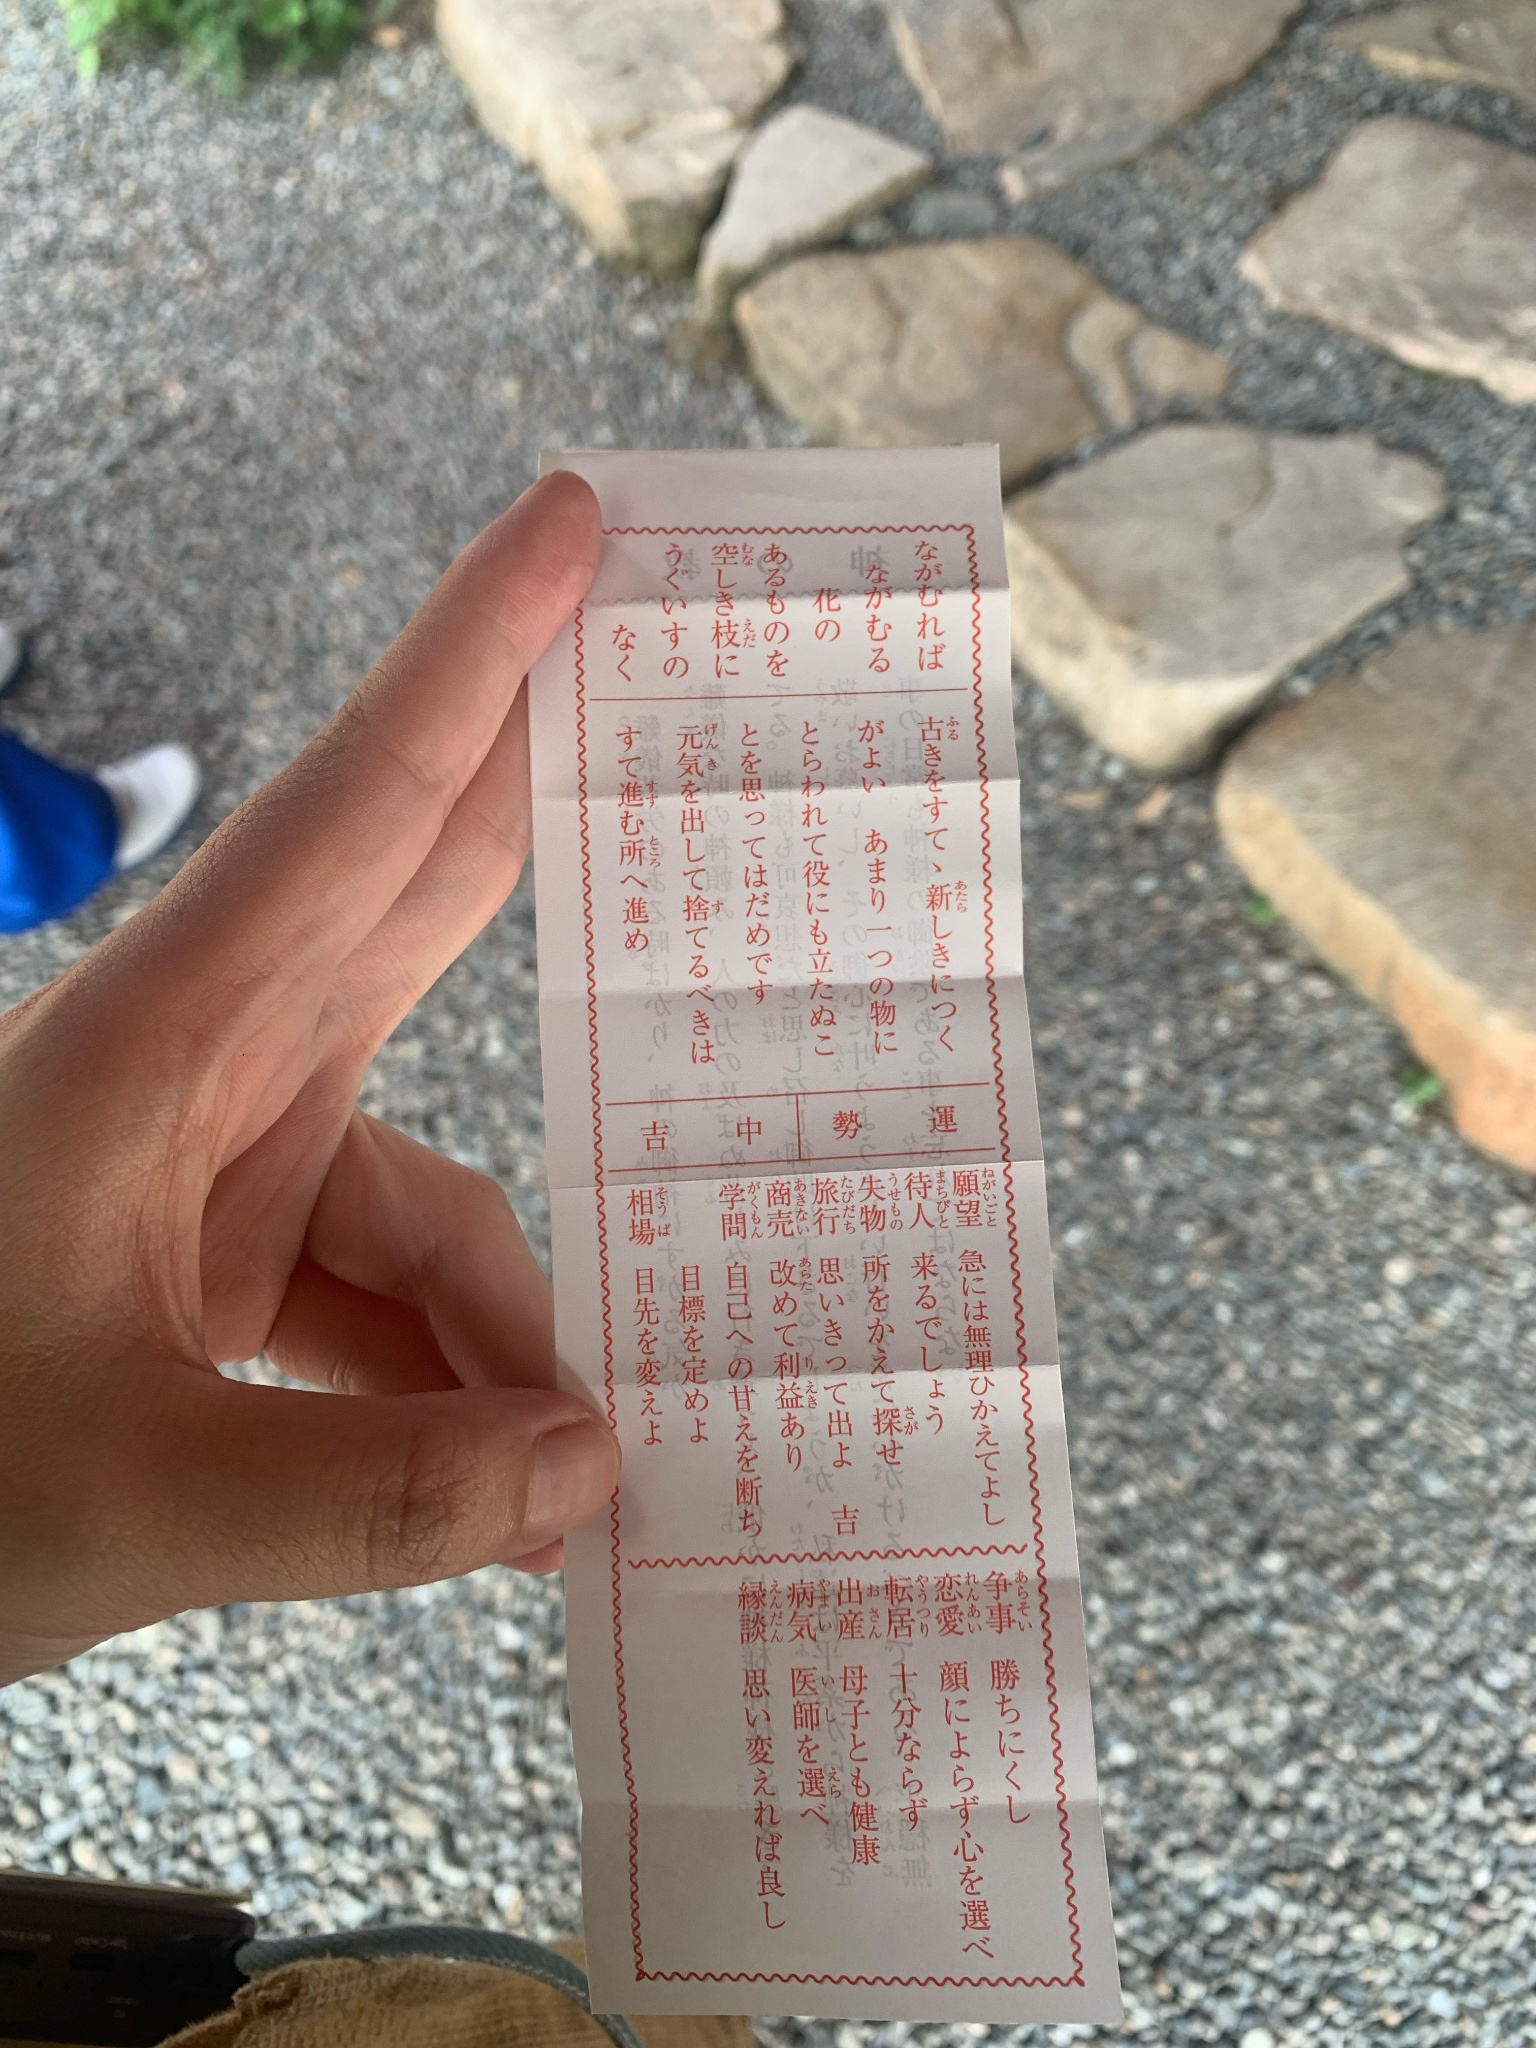 ながむれば
ながむる
花の
あるものを
空しき枝に
うぐいすの
なく
古きをすてゝ新しきにつく
がよい　あまり一つの物に
とらわれて役にも立たぬこ
とを思ってはだめです
元気を出して捨てるべきは
すて進む所へ進め
運勢
中吉
願望　急には無理ひかえてよし
待人　来るでしょう
失物　所をかえて探せ
旅行　思いきって出よ　吉
商売　改めて利益あり
学問　自己への甘えを断ち
目標を定めよ
相場　目先を変えよ
争事　勝ちにくし
恋愛　顔によらず心を選べ
転居　十分ならず
出産　母子とも健康
病気　医師を選べ
縁談　思い変えれば良し